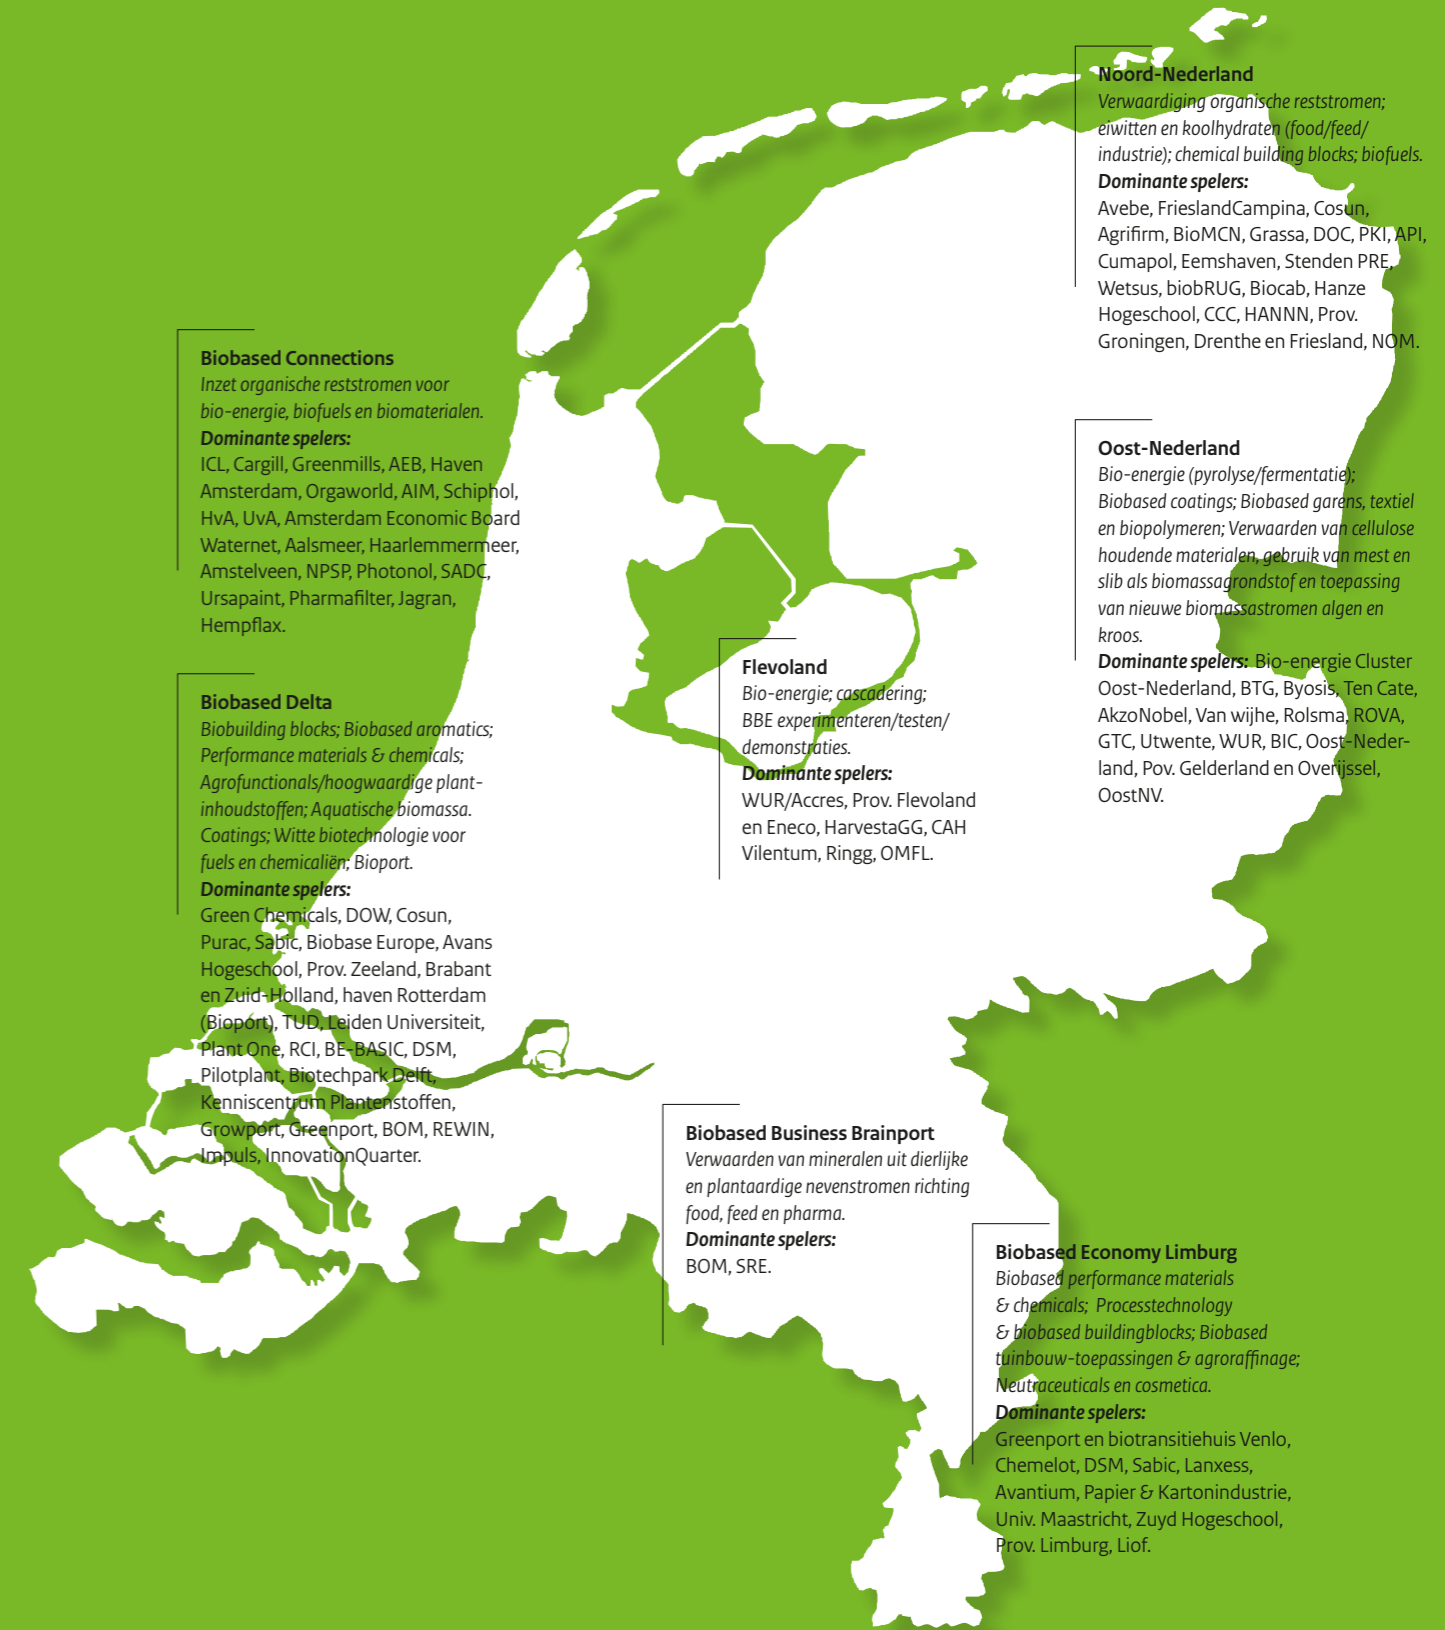 Noord-Nederland
Verwaardiging organische reststromen;
eiwitten en koolhydraten (food/feed/
industrie); chemical building blocks; biofuels.
Dominante spelers:
Avebe, FrieslandCampina, Cosun,
Agrifirm, BioMCN, Grassa, DOC, PKI, API,
Cumapol, Eemshaven, Stenden PRE,
Wetsus, biobRUG, Biocab, Hanze
Hogeschool, CCC, HANNN, Prov.
Groningen, Drenthe en Friesland, NOM.
Biobased Connections
Inzet organische reststromen voor
bio-energie, biofuels en biomaterialen.
Dominante spelers:
ICL, Cargill, Greenmills, AEB, Haven
Amsterdam, Orgaworld, AIM, Schiphol,
HvA, UvA, Amsterdam Economic Board
Waternet, Aalsmeer, Haarlemmermeer,
Amstelveen, NPSP, Photonol, SADC,
Ursapaint, Pharmafilter, Jagran,
Hempflax.
Oost-Nederland
Bio-energie (pyrolyse/fermentatie);
Biobased coatings; Biobased garens, textiel
en biopolymeren; Verwaarden van cellulose
houdende materialen, gebruik van mest en
slib als biomassagrondstof en toepassing
van nieuwe biomassastromen algen en
kroos.
Dominante spelers: Bio-energie Cluster
Oost-Nederland, BTG, Byosis, Ten Cate,
AkzoNobel, Van wijhe, Rolsma, ROVA,
GTC, Utwente, WUR, BIC, Oost-Neder-
land, Pov. Gelderland en Overijssel,
OostNV.
Flevoland
Bio-energie; cascadering;
BBE experimenteren/testen/
demonstraties.
Dominante spelers:
WUR/Accres, Prov. Flevoland
en Eneco, HarvestaGG, CAH
Vilentum, Ringg, OMFL.
Biobased Delta
Biobuilding blocks; Biobased aromatics;
Performance materials & chemicals;
Agrofunctionals/hoogwaardige plant-
inhoudstoffen; Aquatische biomassa.
Coatings; Witte biotechnologie voor
fuels en chemicaliën; Bioport.
Dominante spelers:
Green Chemicals, DOW, Cosun,
Purac, Sabic, Biobase Europe, Avans
Hogeschool, Prov. Zeeland, Brabant
en Zuid-Holland, haven Rotterdam
(Bioport), TUD, Leiden Universiteit,
Plant One, RCI, BE-BASIC, DSM,
Pilotplant, Biotechpark Delft,
Kenniscentrum Plantenstoffen,
Growport, Greenport, BOM, REWIN,
Impuls, InnovationQuarter.
Biobased Business Brainport
Verwaarden van mineralen uit dierlijke
en plantaardige nevenstromen richting
food, feed en pharma.
Dominante spelers:
BOM, SRE.
Biobased Economy Limburg
Biobased performance materials
& chemicals; Processtechnology
& biobased buildingblocks; Biobased
tuinbouw-toepassingen & agroraffinage;
Neutraceuticals en cosmetica.
Dominante spelers:
Greenport en biotransitiehuis Venlo,
Chemelot, DSM, Sabic, Lanxess,
Avantium, Papier & Kartonindustrie,
Univ. Maastricht, Zuyd Hogeschool,
Prov. Limburg, Liof.